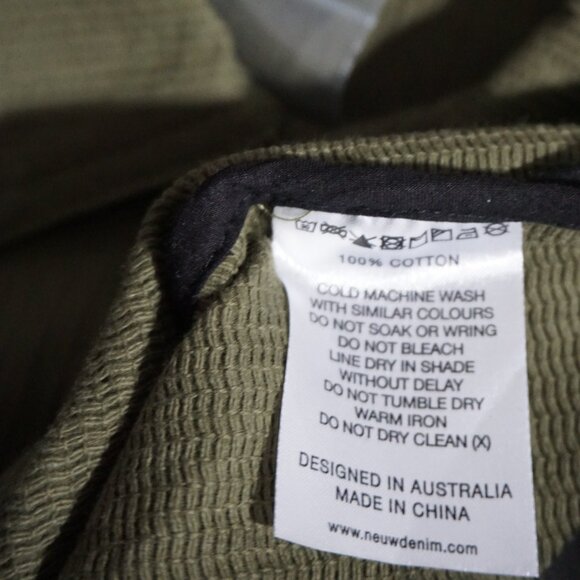 100% COTTON
COLD MACHINE WASH
WITH SIMILAR COLOURS
DO NOT SOAK OR WRING
DO NOT BLEACH
LINE DRY IN SHADE
WITHOUT DELAY
DO NOT TUMBLE DRY
WARM IRON
DO NOT DRY CLEAN (X)
DESIGNED IN AUSTRALIA
MADE IN CHINA
www.neuwdenim.com